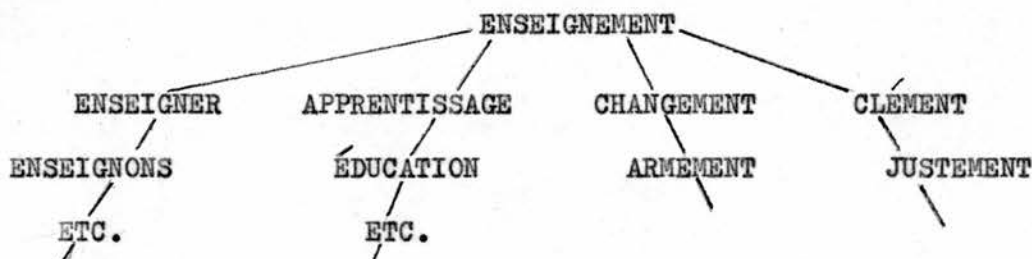 ENSEIGNEMENT
ENSEIGNER APPRENTISSAGE CHANGEMENT CLÉMENT
ENSEIGNONS ÉDUCATION ARMEMENT JUSTEMENT
ETC. ETC.